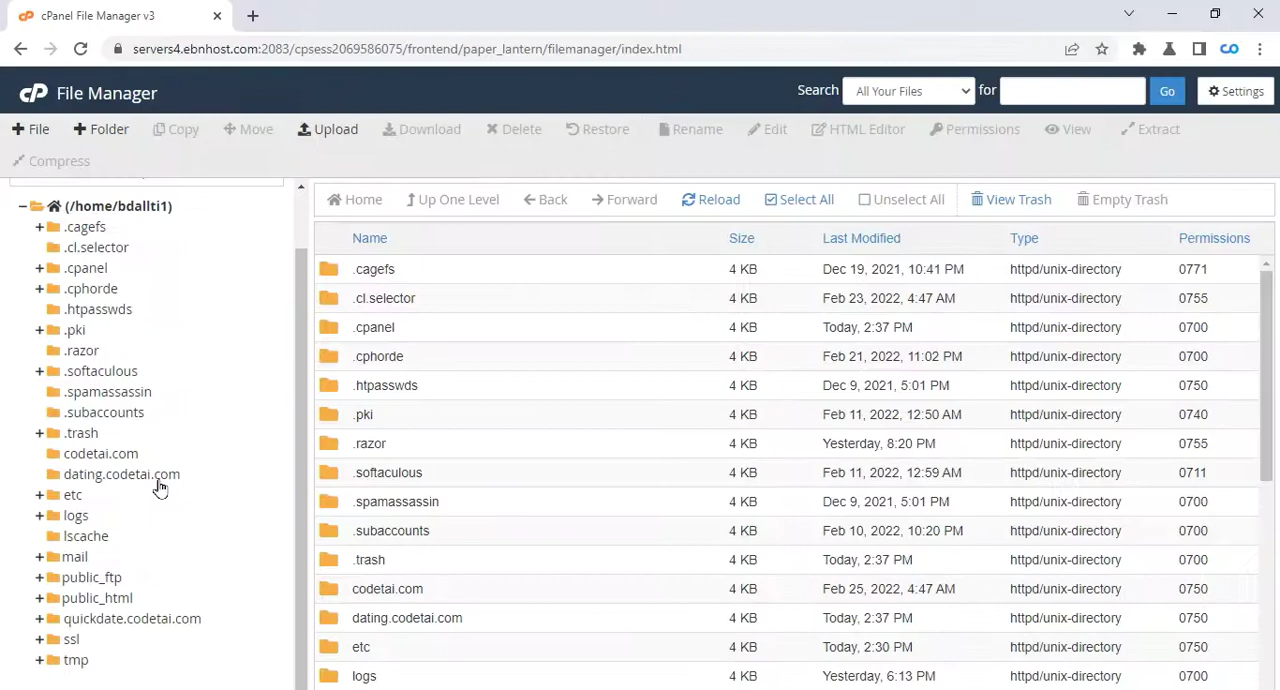 cPanel File Manager v3
servers4.ebnhost.com:2083/cpsess2069586075/frontend/paper_lantern/filemanager/index.html
cP File Manager Search All Your Files for Go Settings
File Folder Copy Move Upload Download Delete Restore Rename Edit HTML Editor Permissions View Extract
Compress
Home Up One Level Back Forward Reload Select All Unselect All View Trash Empty Trash
(/home/bdallti1)
.cagefs
.cl.selector
.cpanel
.cphorde
.htpasswds
.pki
.razor
.softaculous
.spamassassin
.subaccounts
.trash
codetai.com
dating.codetai.com
etc
logs
lscache
mail
public_ftp
public_html
quickdate.codetai.com
ssl
tmp
Name Size Last Modified Type Permissions
.cagefs 4 KB Dec 19, 2021, 10:41 PM httpd/unix-directory 0771
.cl.selector 4 KB Feb 23, 2022, 4:47 AM httpd/unix-directory 0755
.cpanel 4 KB Today, 2:37 PM httpd/unix-directory 0700
.cphorde 4 KB Feb 21, 2022, 11:02 PM httpd/unix-directory 0700
.htpasswds 4 KB Dec 9, 2021, 5:01 PM httpd/unix-directory 0750
.pki 4 KB Feb 11, 2022, 12:50 AM httpd/unix-directory 0740
.razor 4 KB Yesterday, 8:20 PM httpd/unix-directory 0755
.softaculous 4 KB Feb 11, 2022, 12:59 AM httpd/unix-directory 0711
.spamassassin 4 KB Dec 9, 2021, 5:01 PM httpd/unix-directory 0700
.subaccounts 4 KB Feb 10, 2022, 10:20 PM httpd/unix-directory 0700
.trash 4 KB Today, 2:37 PM httpd/unix-directory 0700
codetai.com 4 KB Feb 25, 2022, 4:47 AM httpd/unix-directory 0750
dating.codetai.com 4 KB Today, 2:37 PM httpd/unix-directory 0750
etc 4 KB Today, 2:30 PM httpd/unix-directory 0750
logs 4 KB Yesterday, 6:13 PM httpd/unix-directory 0700